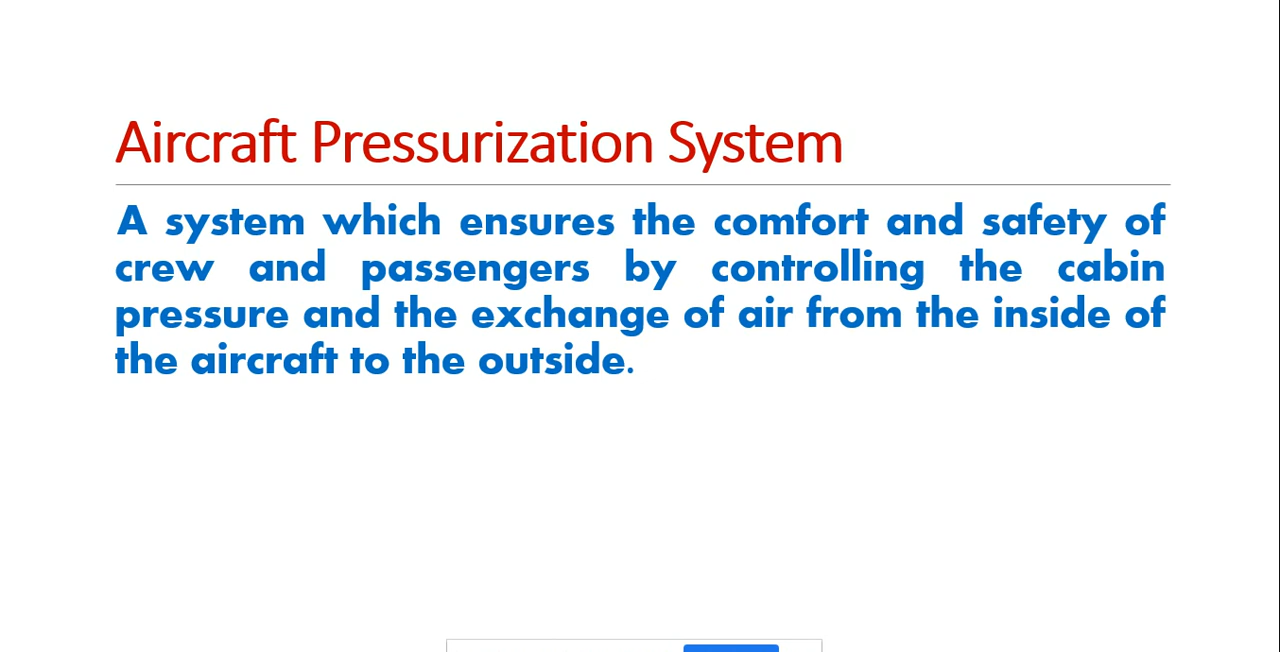 Aircraft Pressurization System
A system which ensures the comfort and safety of
crew and passengers by controlling the cabin
pressure and the exchange of air from the inside of
the aircraft to the outside.